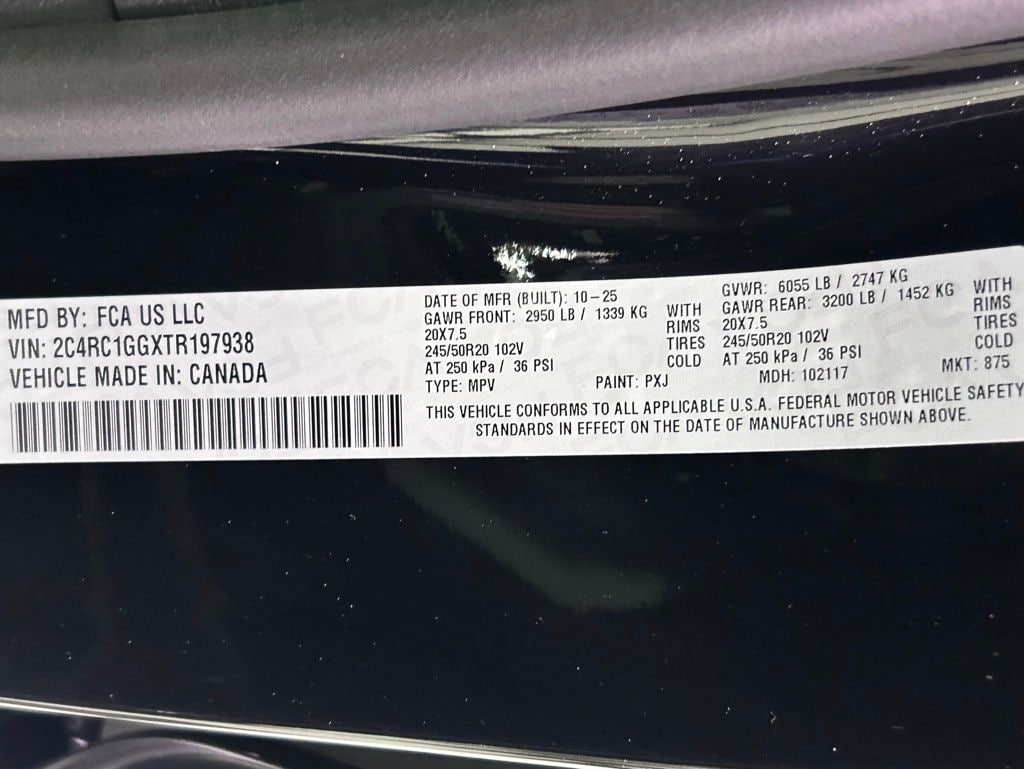 MFD BY: FCA US LLC
VIN: 2C4RC1GGXTR197938
VEHICLE MADE IN: CANADA
DATE OF MFR (BUILT): 10-25
GAWR FRONT: 2950 LB / 1339 KG WITH
20X7.5 RIMS
245/50R20 102V TIRES
AT 250 kPa / 36 PSI COLD
TYPE: MPV PAINT: PXJ
GVWR: 6055 LB / 2747 KG
GAWR REAR: 3200 LB / 1452 KG WITH
20X7.5 RIMS
245/50R20 102V TIRES
AT 250 kPa / 36 PSI COLD
MDH: 102117 MKT: 875
THIS VEHICLE CONFORMS TO ALL APPLICABLE U.S.A. FEDERAL MOTOR VEHICLE SAFETY
STANDARDS IN EFFECT ON THE DATE OF MANUFACTURE SHOWN ABOVE.